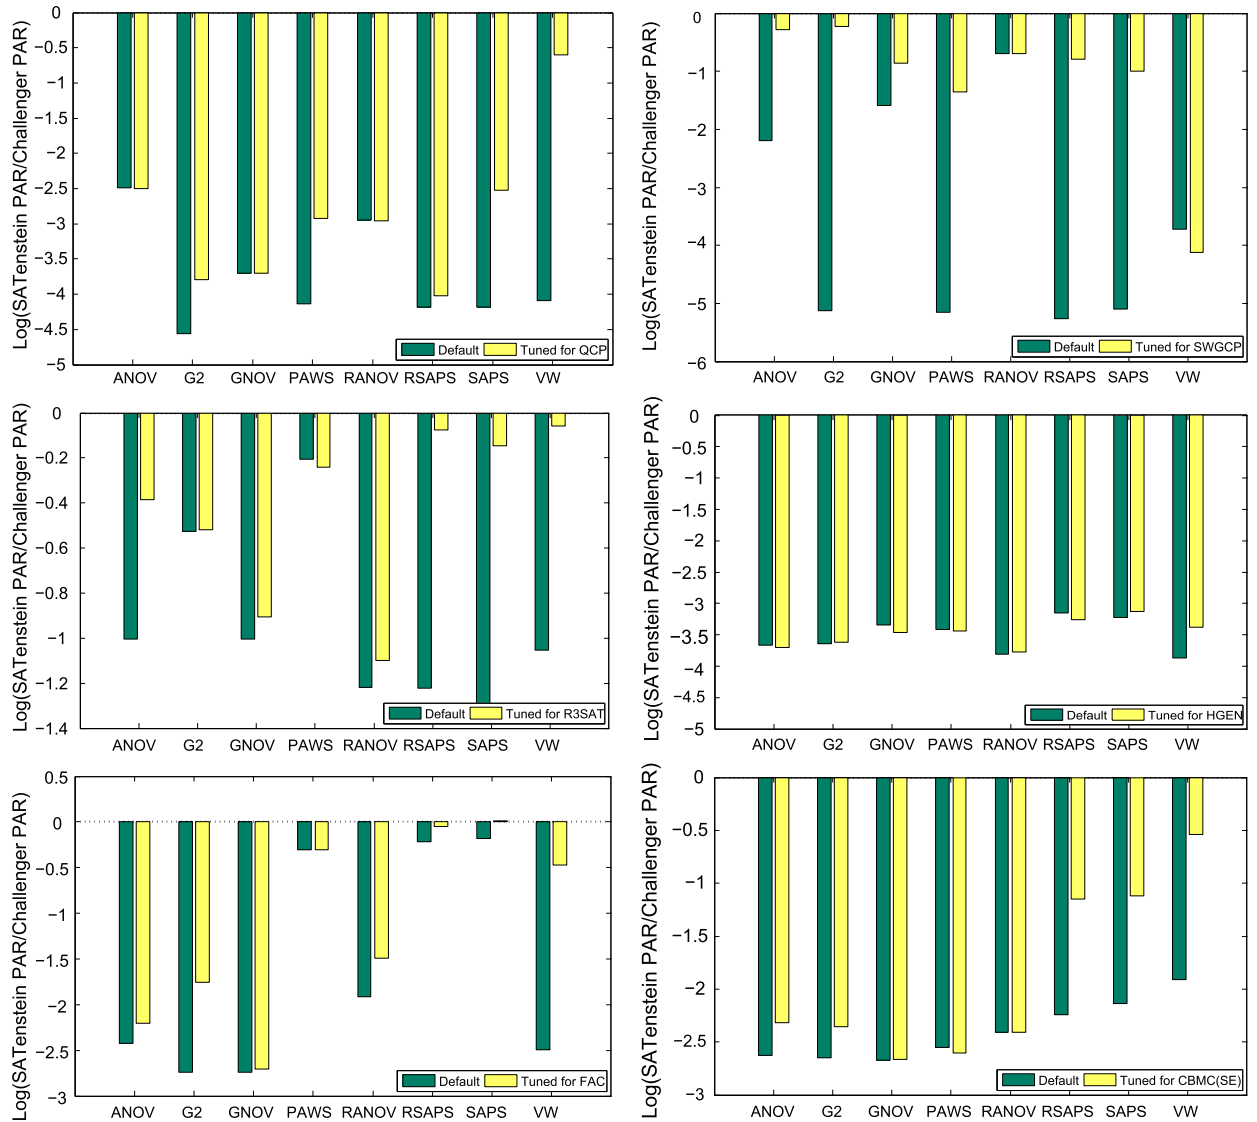 Log(SATenstein PAR/Challenger PAR)
0
−0.5
−1
−1.5
−2
−2.5
−3
−3.5
−4
−4.5
−5
Default Tuned for QCP
ANOV G2 GNOV PAWS RANOV RSAPS SAPS VW
Log(SATenstein PAR/Challenger PAR)
0
−1
−2
−3
−4
−5
−6
Default Tuned for SWGCP
ANOV G2 GNOV PAWS RANOV RSAPS SAPS VW
Log(SATenstein PAR/Challenger PAR)
0
−0.2
−0.4
−0.6
−0.8
−1
−1.2
−1.4
Default Tuned for R3SAT
ANOV G2 GNOV PAWS RANOV RSAPS SAPS VW
Log(SATenstein PAR/Challenger PAR)
0
−0.5
−1
−1.5
−2
−2.5
−3
−3.5
−4
−4.5
−5
Default Tuned for HGEN
ANOV G2 GNOV PAWS RANOV RSAPS SAPS VW
Log(SATenstein PAR/Challenger PAR)
0.5
0
−0.5
−1
−1.5
−2
−2.5
−3
Default Tuned for FAC
ANOV G2 GNOV PAWS RANOV RSAPS SAPS VW
Log(SATenstein PAR/Challenger PAR)
0
−0.5
−1
−1.5
−2
−2.5
−3
Default Tuned for CBMC(SE)
ANOV G2 GNOV PAWS RANOV RSAPS SAPS VW